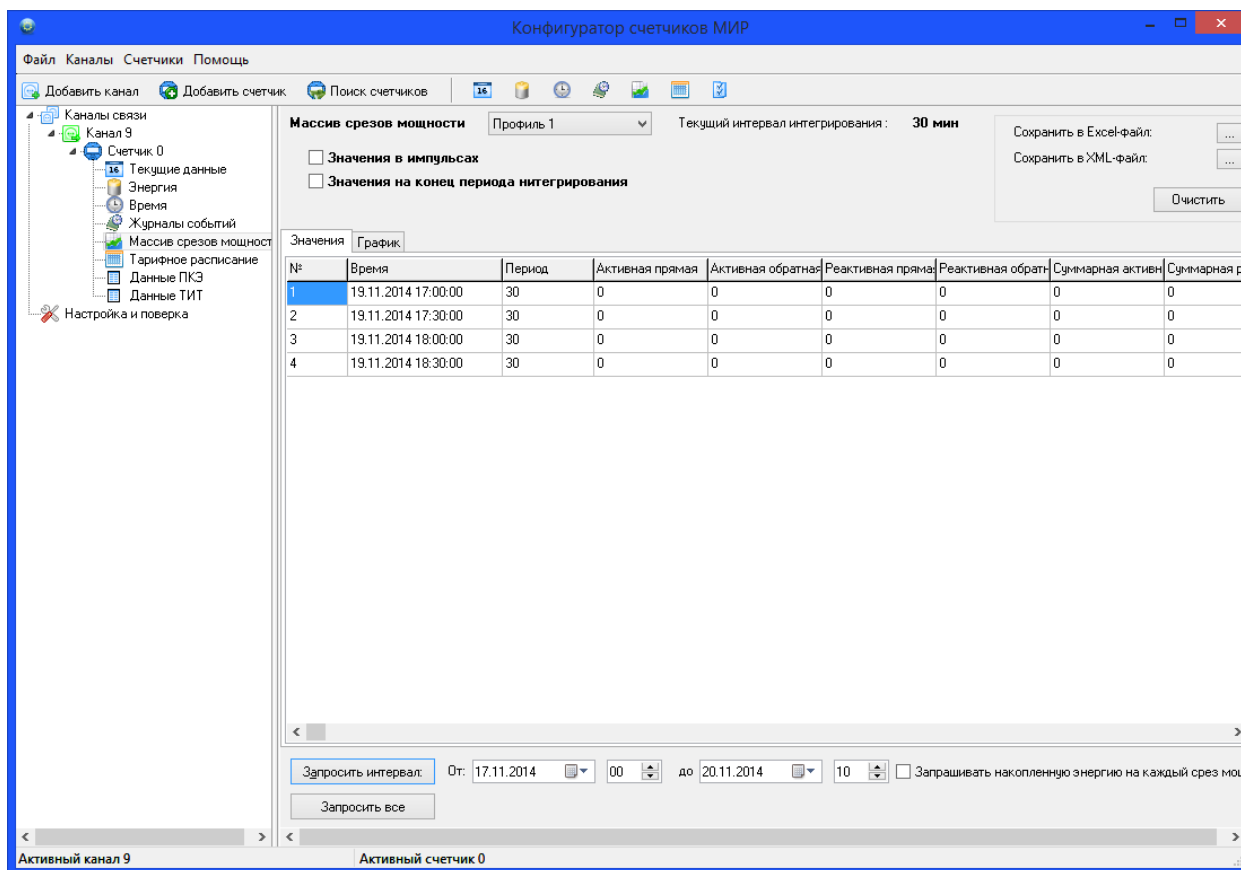 Конфигуратор счетчиков МИР
Файл Каналы Счетчики Помощь
Добавить канал Добавить счетчик Поиск счетчиков 16
Каналы связи
Канал 9
Счетчик 0
16 Текущие данные
Энергия
Время
Журналы событий
Массив срезов мощност
Тарифное расписание
Данные ПКЭ
Данные ТИТ
Настройка и поверка
Массив срезов мощности Профиль 1 Текущий интервал интегрирования : 30 мин
Значения в импульсах
Значения на конец периода нитегрирования
Сохранить в Excel-файл: ...
Сохранить в XML-файл: ...
Очистить
Значения График
№ Время Период Активная прямая Активная обратная Реактивная пряма Реактивная обратн Суммарная активн Суммарная р
1 19.11.2014 17:00:00 30 0 0 0 0 0 0
2 19.11.2014 17:30:00 30 0 0 0 0 0 0
3 19.11.2014 18:00:00 30 0 0 0 0 0 0
4 19.11.2014 18:30:00 30 0 0 0 0 0 0
Запросить интервал: От: 17.11.2014 00 до 20.11.2014 10 Запрашивать накопленную энергию на каждый срез мощ
Запросить все
Активный канал 9 Активный счетчик 0